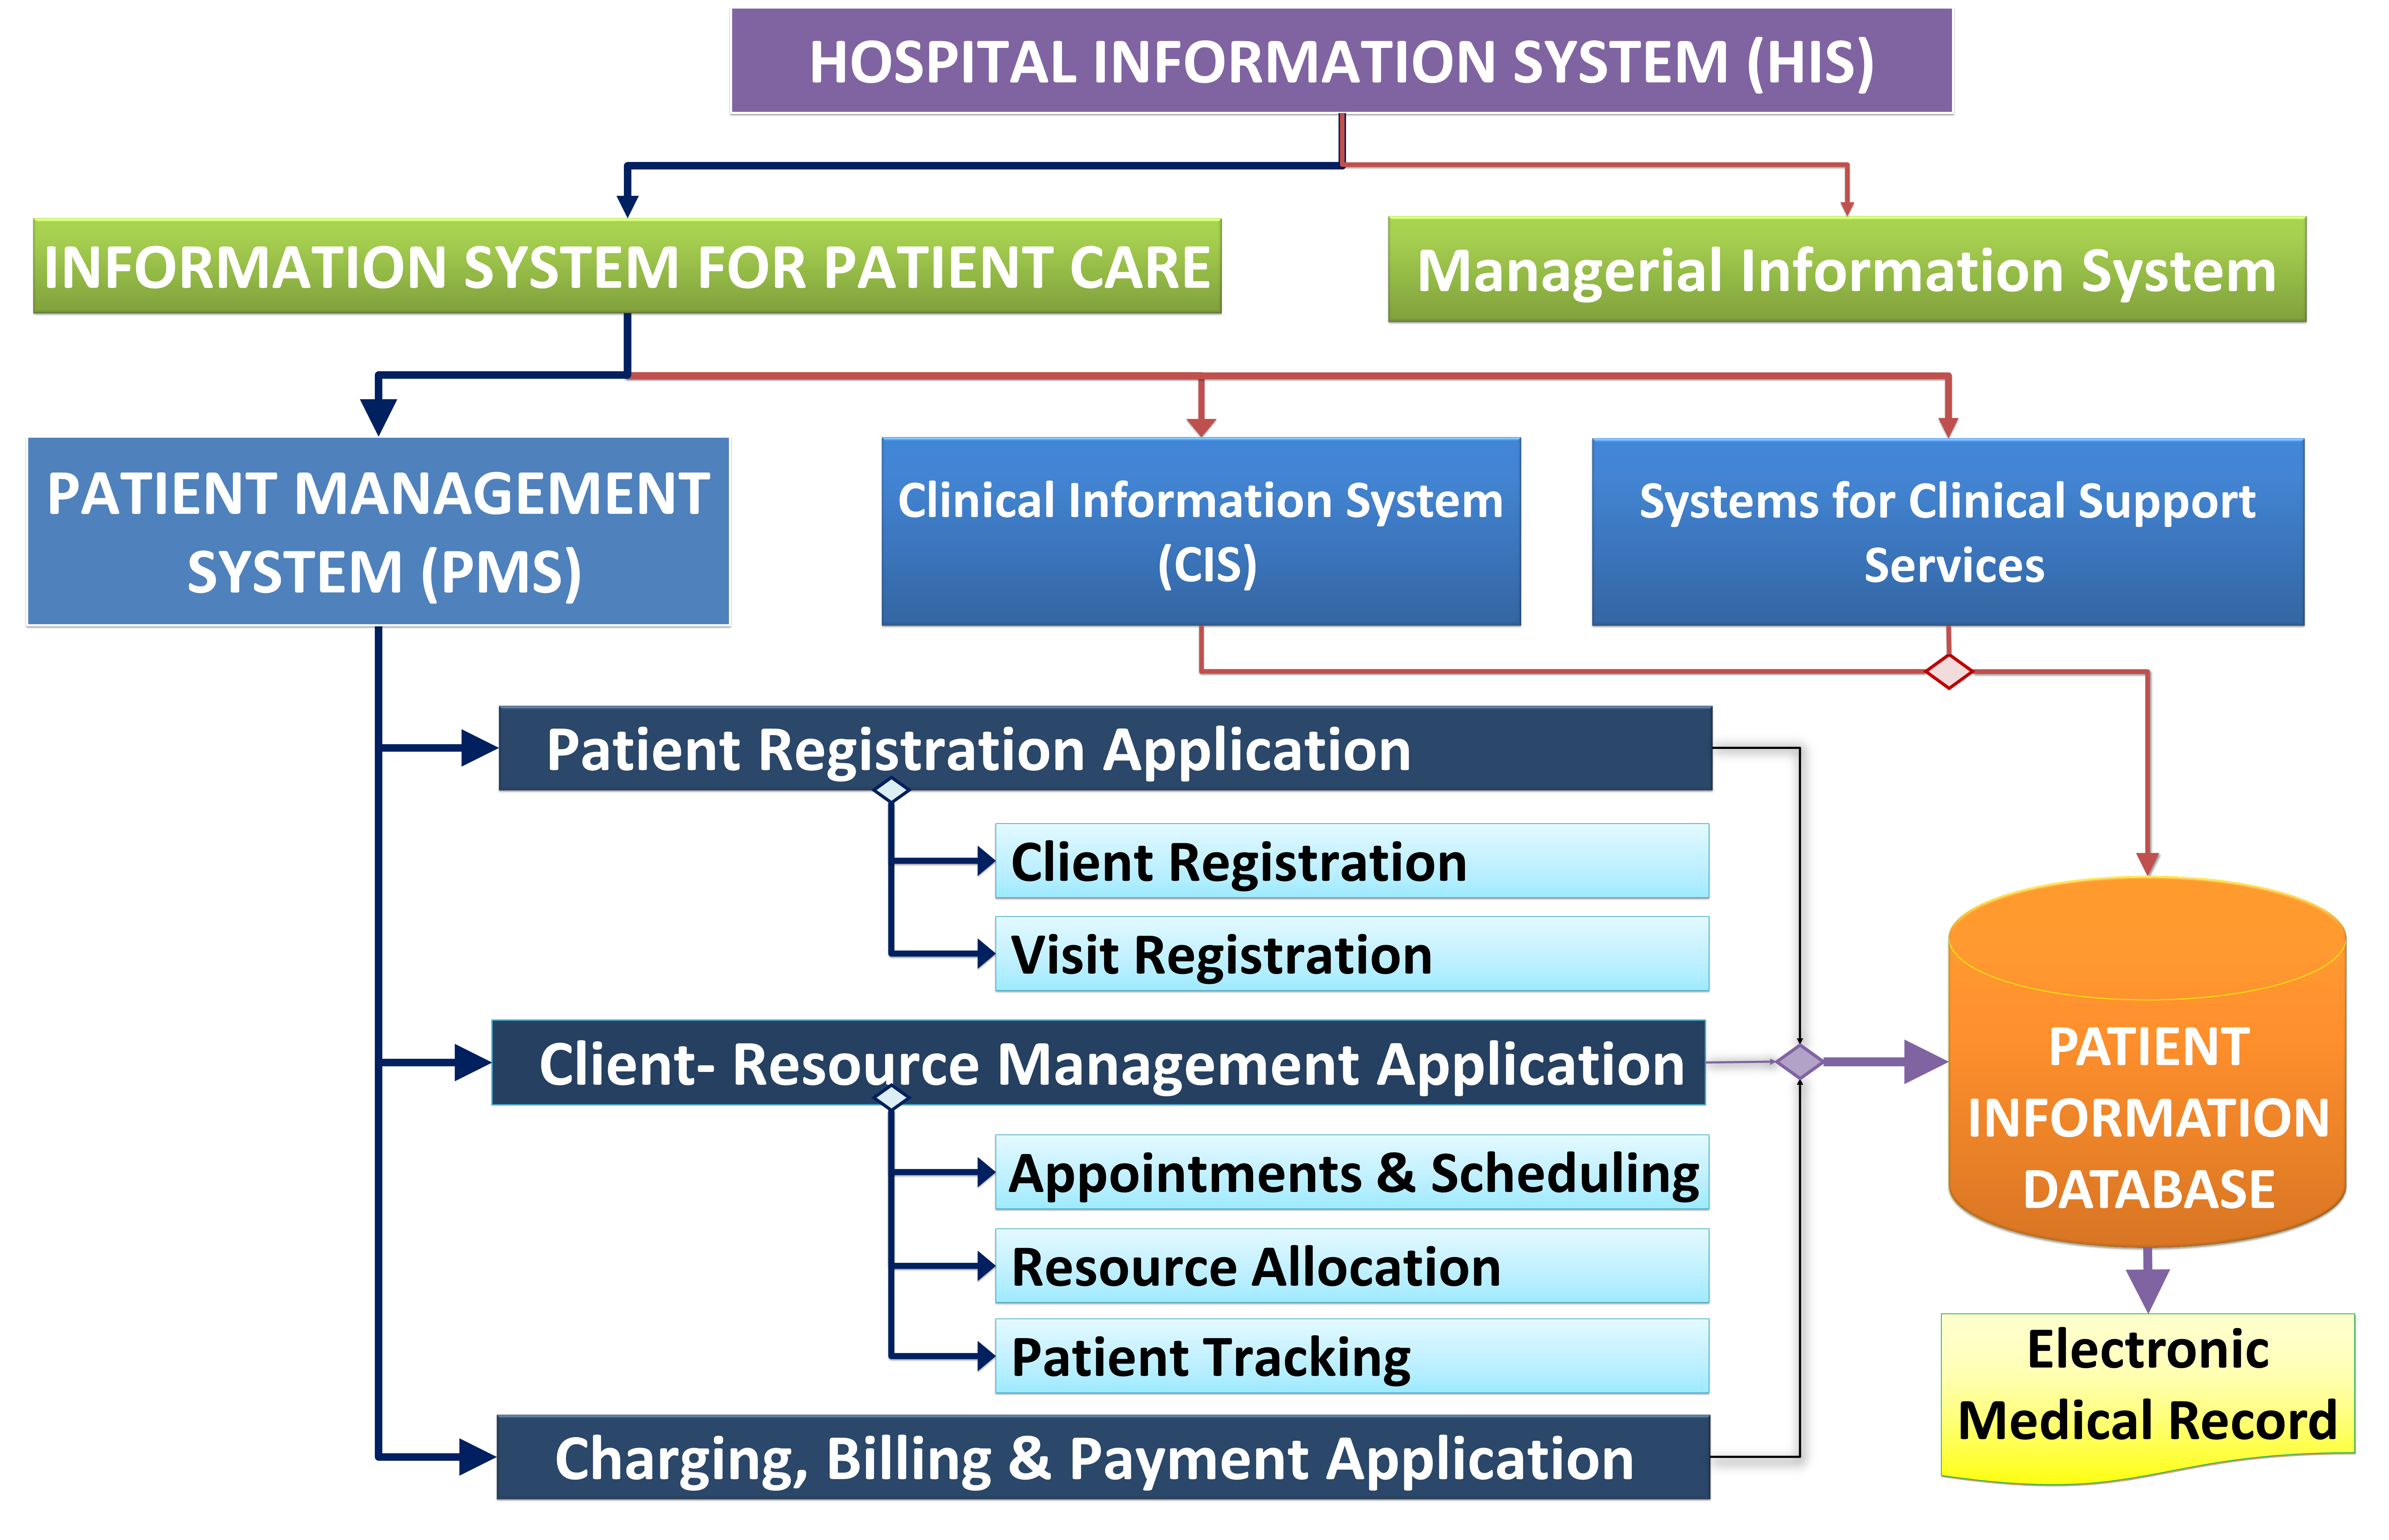 HOSPITAL INFORMATION SYSTEM (HIS)
INFORMATION SYSTEM FOR PATIENT CARE
Managerial Information System
PATIENT MANAGEMENT
SYSTEM (PMS)
Clinical Information System
(CIS)
Systems for Clinical Support
Services
Patient Registration Application
Client Registration
Visit Registration
Client- Resource Management Application
Appointments & Scheduling
Resource Allocation
Patient Tracking
Charging, Billing & Payment Application
PATIENT
INFORMATION
DATABASE
Electronic
Medical Record